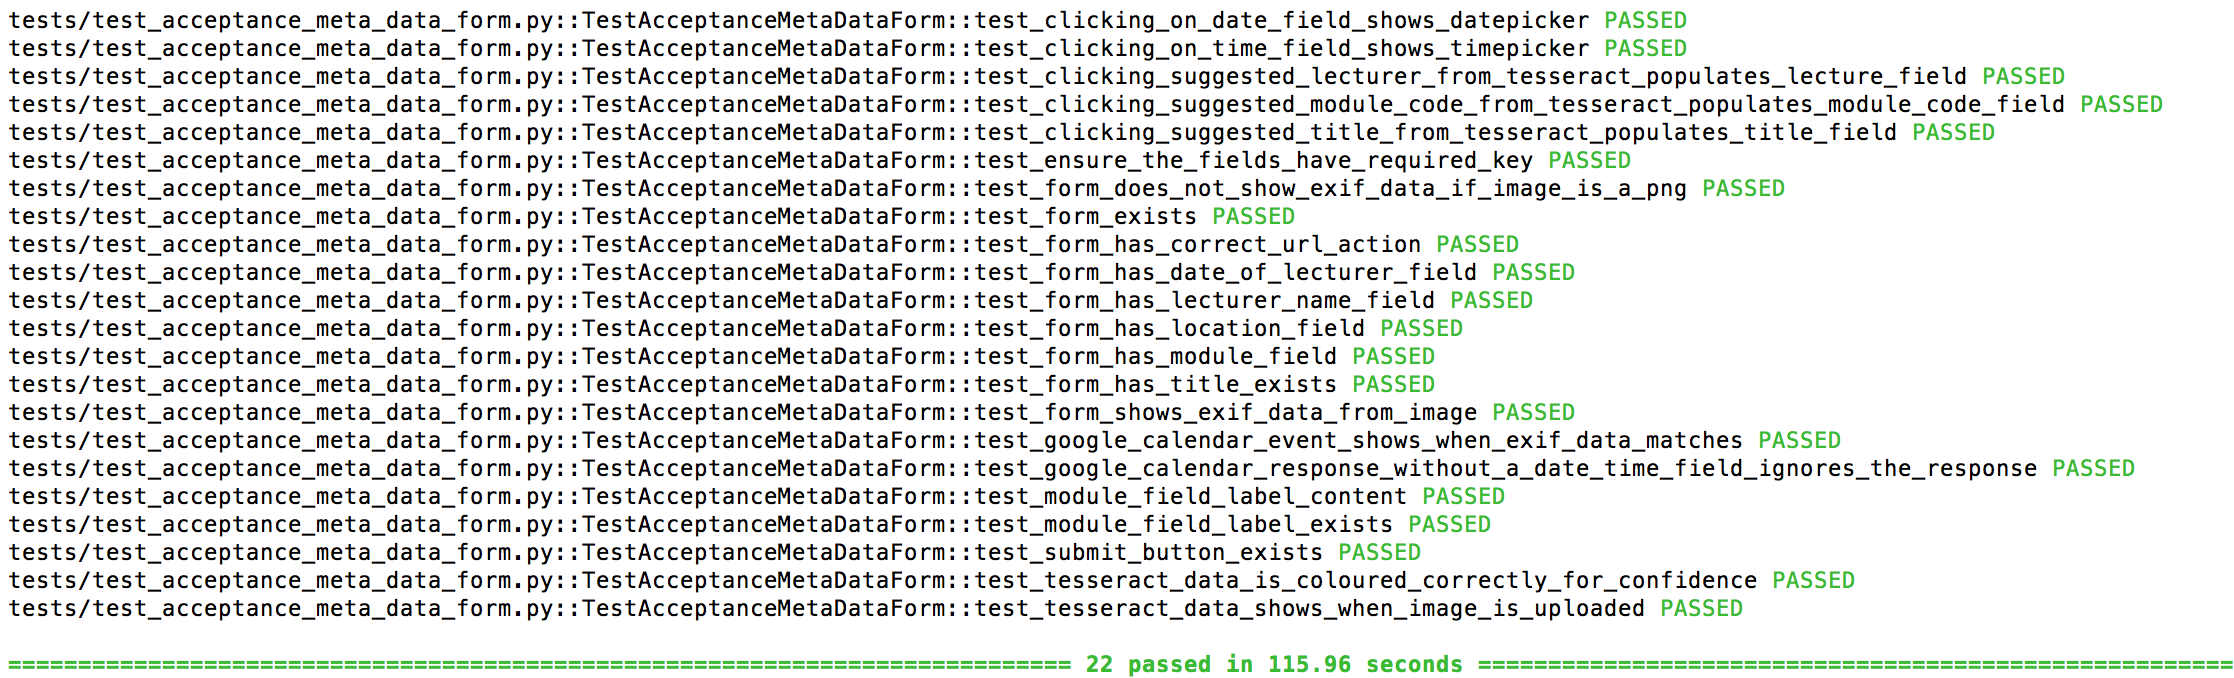 tests/test_acceptance_meta_data_form.py::TestAcceptanceMetaDataForm::test_clicking_on_date_field_shows_datepicker PASSED
tests/test_acceptance_meta_data_form.py::TestAcceptanceMetaDataForm::test_clicking_on_time_field_shows_timepicker PASSED
tests/test_acceptance_meta_data_form.py::TestAcceptanceMetaDataForm::test_clicking_suggested_lecturer_from_tesseract_populates_lecture_field PASSED
tests/test_acceptance_meta_data_form.py::TestAcceptanceMetaDataForm::test_clicking_suggested_module_code_from_tesseract_populates_module_code_field PASSED
tests/test_acceptance_meta_data_form.py::TestAcceptanceMetaDataForm::test_clicking_suggested_title_from_tesseract_populates_title_field PASSED
tests/test_acceptance_meta_data_form.py::TestAcceptanceMetaDataForm::test_ensure_the_fields_have_required_key PASSED
tests/test_acceptance_meta_data_form.py::TestAcceptanceMetaDataForm::test_form_does_not_show_exif_data_if_image_is_a_png PASSED
tests/test_acceptance_meta_data_form.py::TestAcceptanceMetaDataForm::test_form_exists PASSED
tests/test_acceptance_meta_data_form.py::TestAcceptanceMetaDataForm::test_form_has_correct_url_action PASSED
tests/test_acceptance_meta_data_form.py::TestAcceptanceMetaDataForm::test_form_has_date_of_lecturer_field PASSED
tests/test_acceptance_meta_data_form.py::TestAcceptanceMetaDataForm::test_form_has_lecturer_name_field PASSED
tests/test_acceptance_meta_data_form.py::TestAcceptanceMetaDataForm::test_form_has_location_field PASSED
tests/test_acceptance_meta_data_form.py::TestAcceptanceMetaDataForm::test_form_has_module_field PASSED
tests/test_acceptance_meta_data_form.py::TestAcceptanceMetaDataForm::test_form_has_title_exists PASSED
tests/test_acceptance_meta_data_form.py::TestAcceptanceMetaDataForm::test_form_shows_exif_data_from_image PASSED
tests/test_acceptance_meta_data_form.py::TestAcceptanceMetaDataForm::test_google_calendar_event_shows_when_exif_data_matches PASSED
tests/test_acceptance_meta_data_form.py::TestAcceptanceMetaDataForm::test_google_calendar_response_without_a_date_time_field_ignores_the_response PASSED
tests/test_acceptance_meta_data_form.py::TestAcceptanceMetaDataForm::test_module_field_label_content PASSED
tests/test_acceptance_meta_data_form.py::TestAcceptanceMetaDataForm::test_module_field_label_exists PASSED
tests/test_acceptance_meta_data_form.py::TestAcceptanceMetaDataForm::test_submit_button_exists PASSED
tests/test_acceptance_meta_data_form.py::TestAcceptanceMetaDataForm::test_tesseract_data_is_coloured_correctly_for_confidence PASSED
tests/test_acceptance_meta_data_form.py::TestAcceptanceMetaDataForm::test_tesseract_data_shows_when_image_is_uploaded PASSED
============================================================================ 22 passed in 115.96 seconds ======================================================